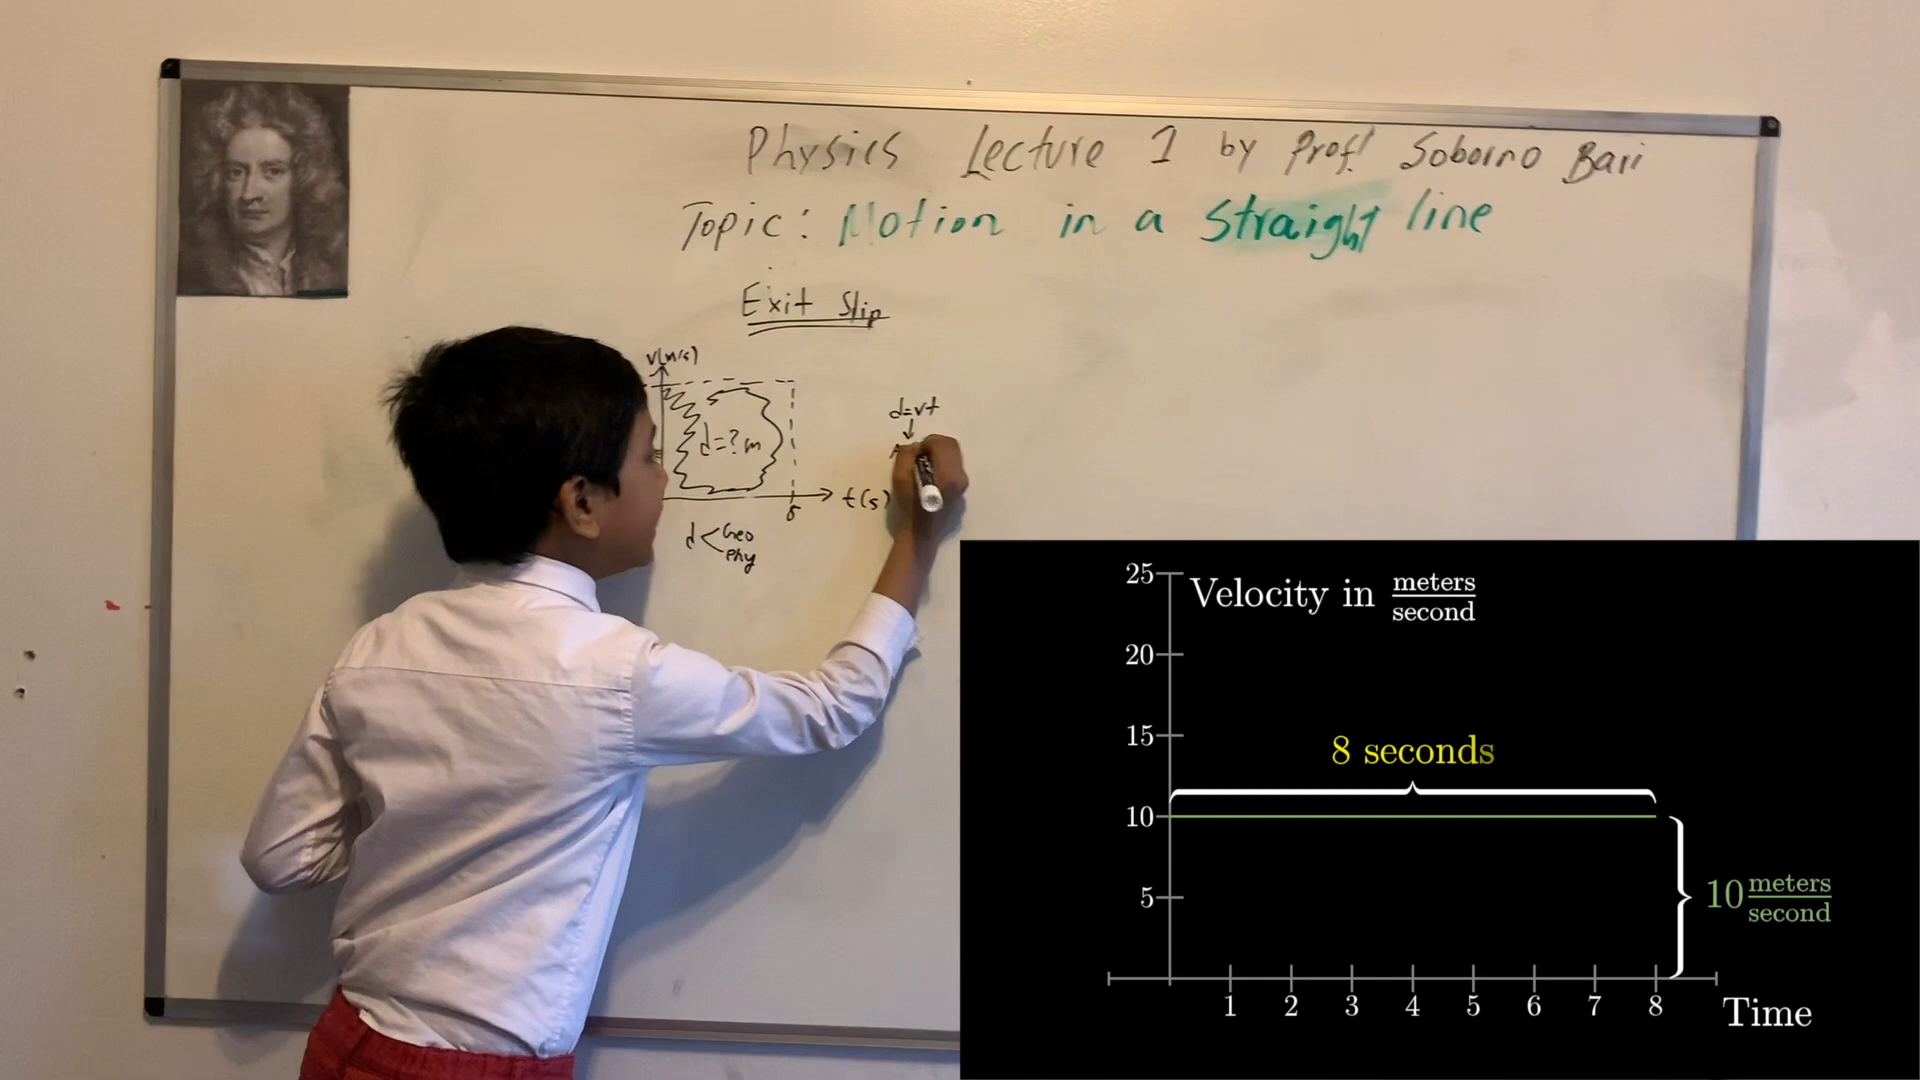 Physics Lecture 1 by Prof! Soborno Bari
Topic: Motion in a Straight line
Exit Slip
v(m/s)
d=?m
t(s)
d Geo
Phy
d=vt
25
Velocity in meters/second
20
15
8 seconds
10
10 meters/second
5
1 2 3 4 5 6 7 8
Time